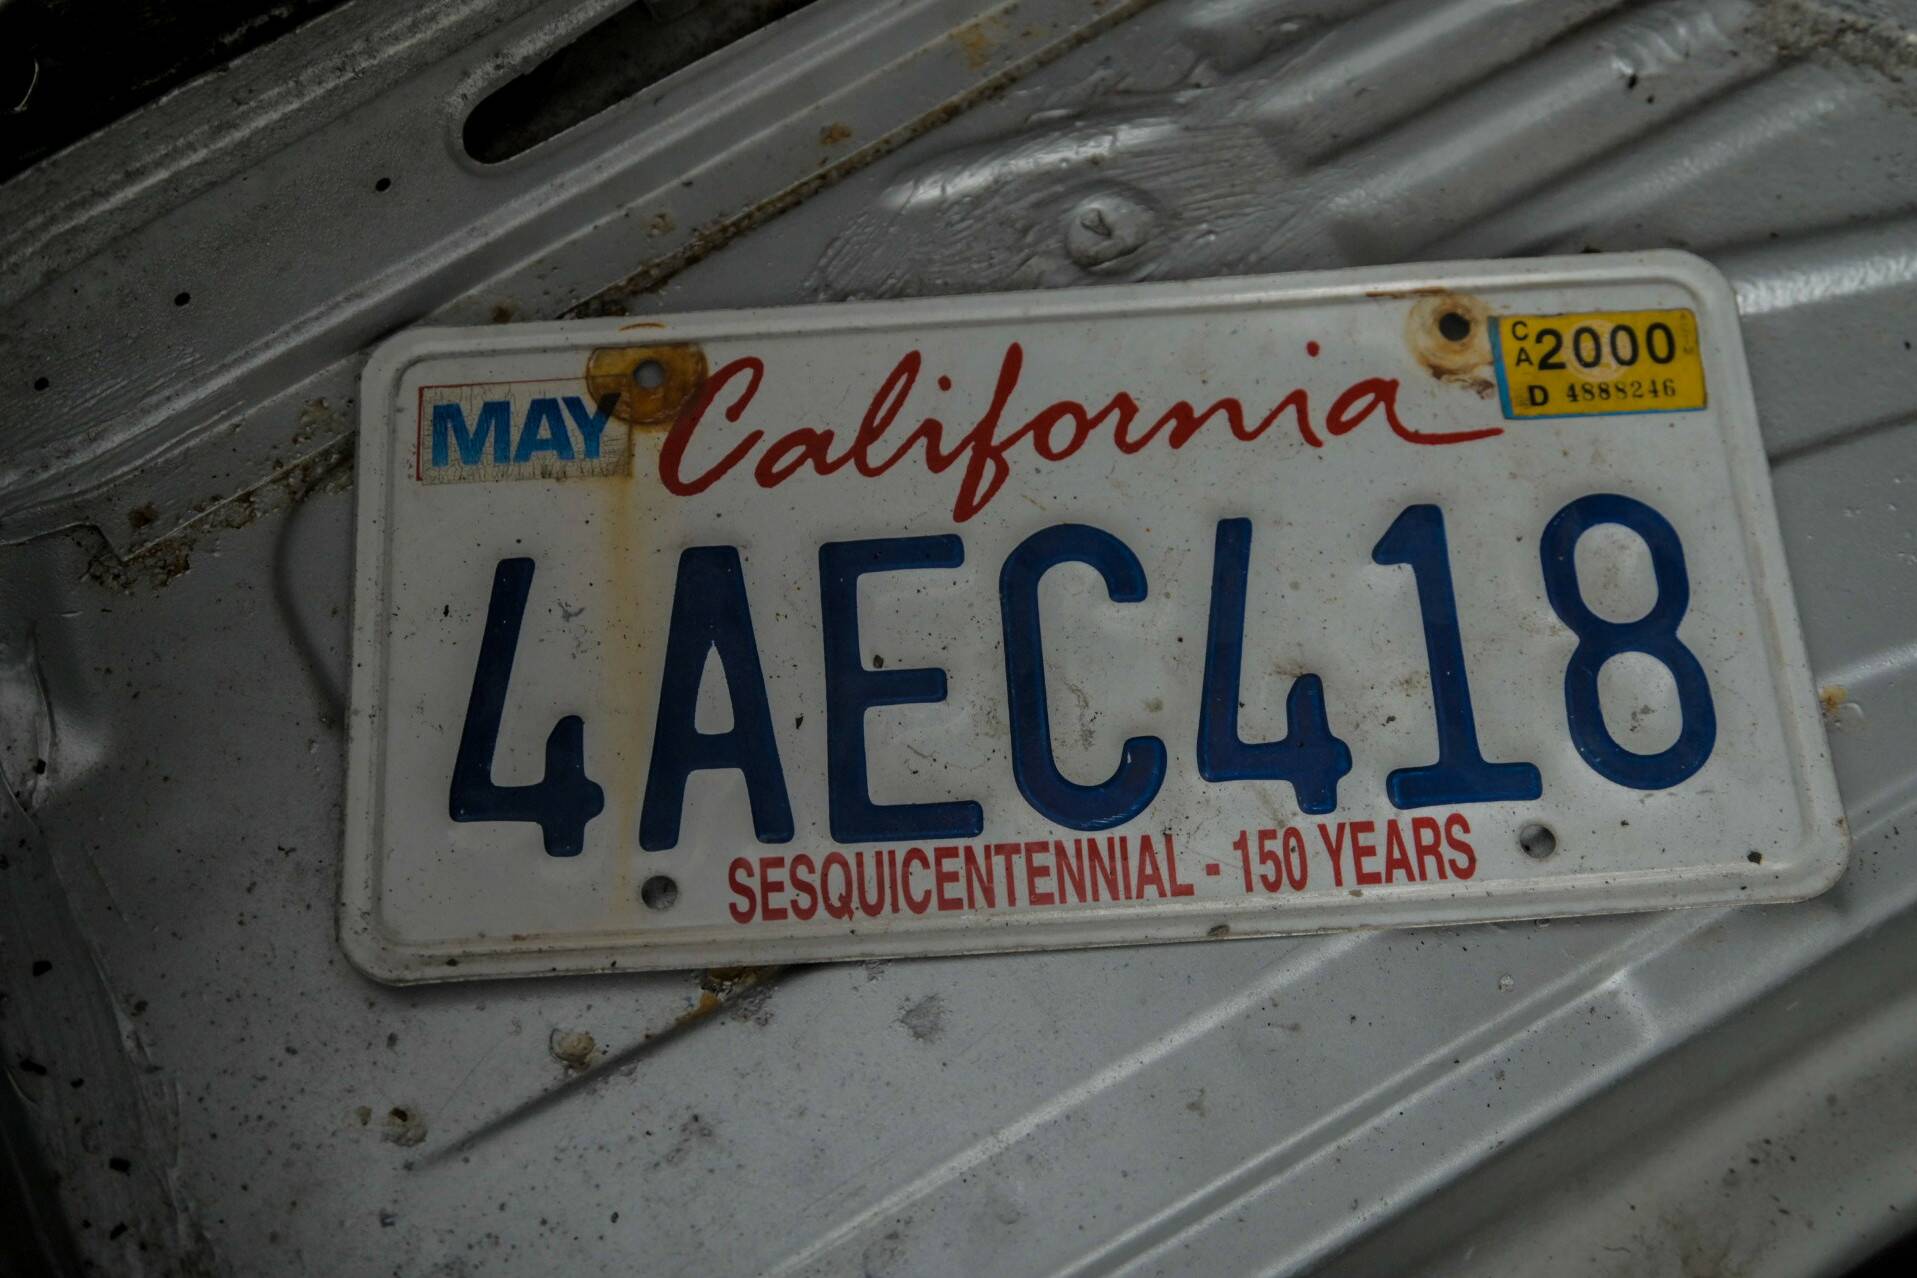 MAY
California
CA 2000
D 4888246
4AEC418
SESQUICENTENNIAL - 150 YEARS